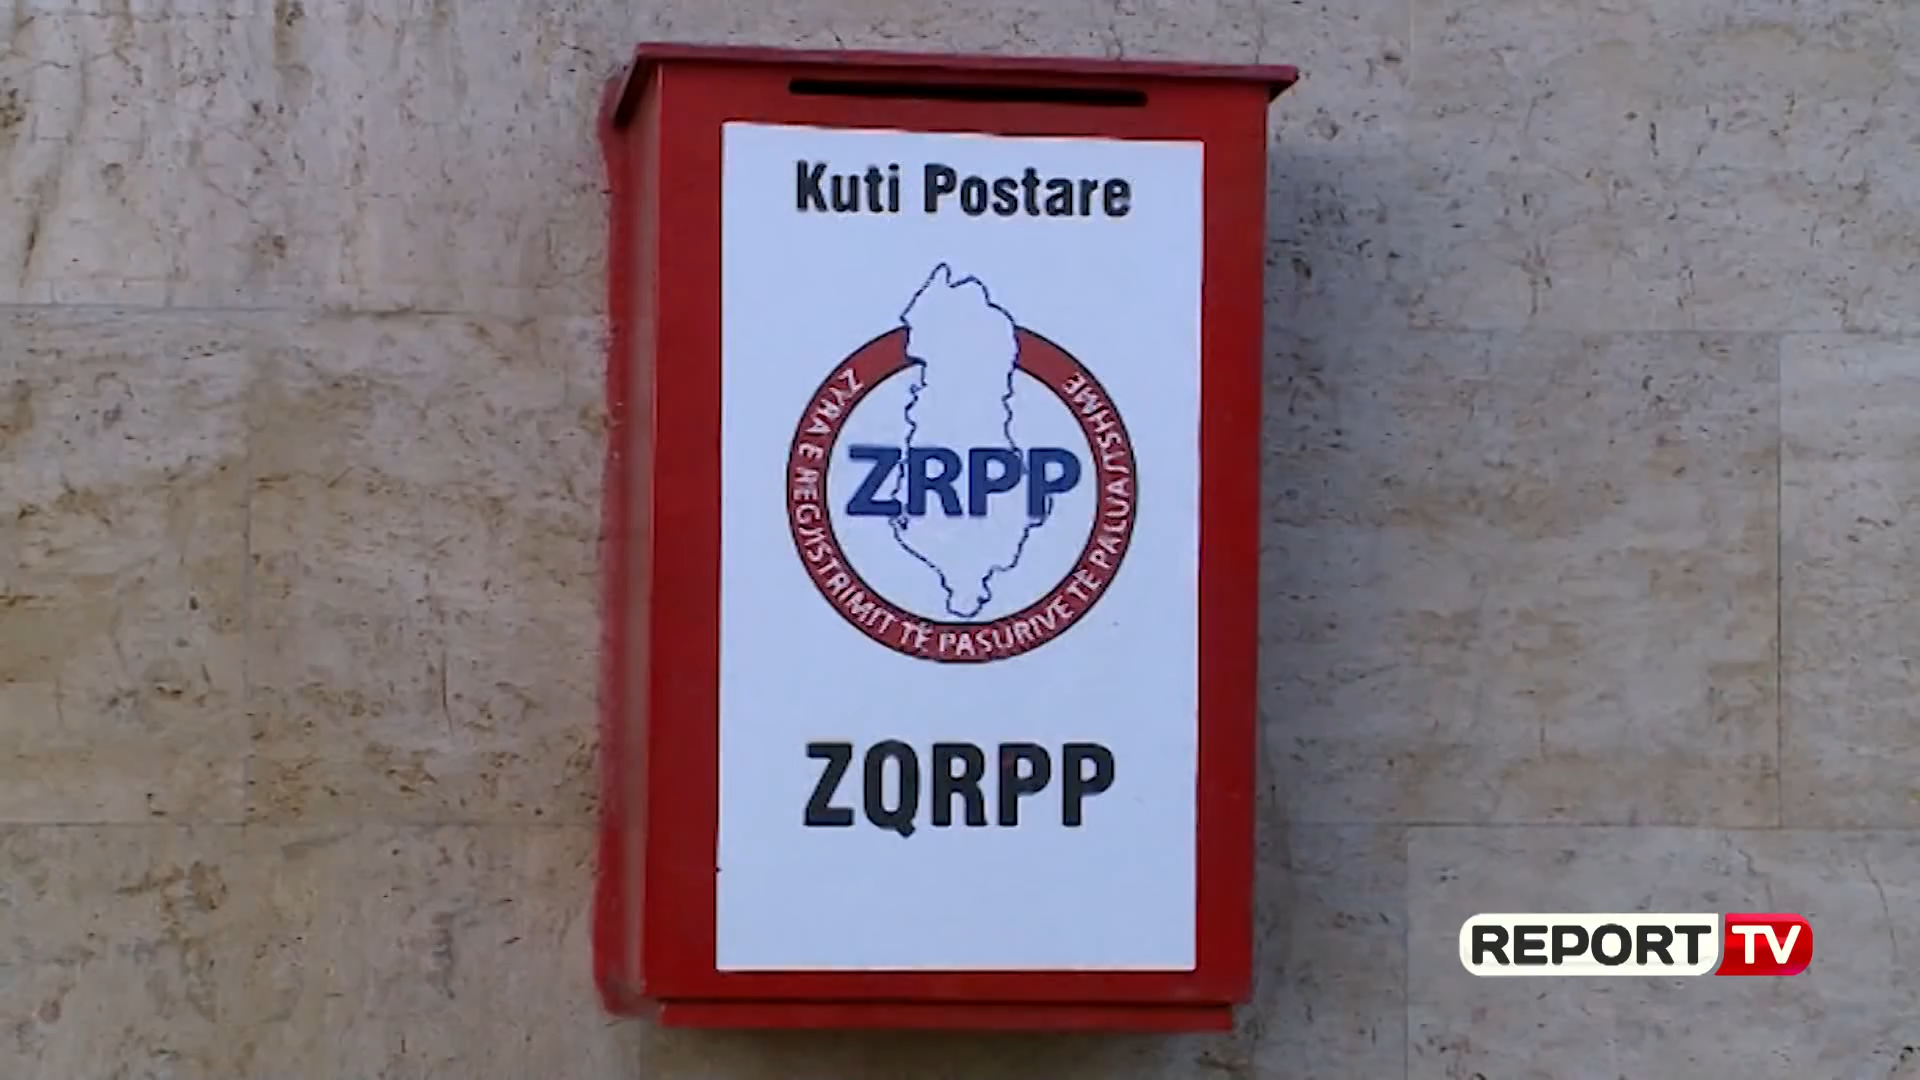 Kuti Postare
ZYRA E REGJISTRIMIT TË PASURIVE TË PALUAJTSHME
ZRPP
ZQRPP
REPORT TV